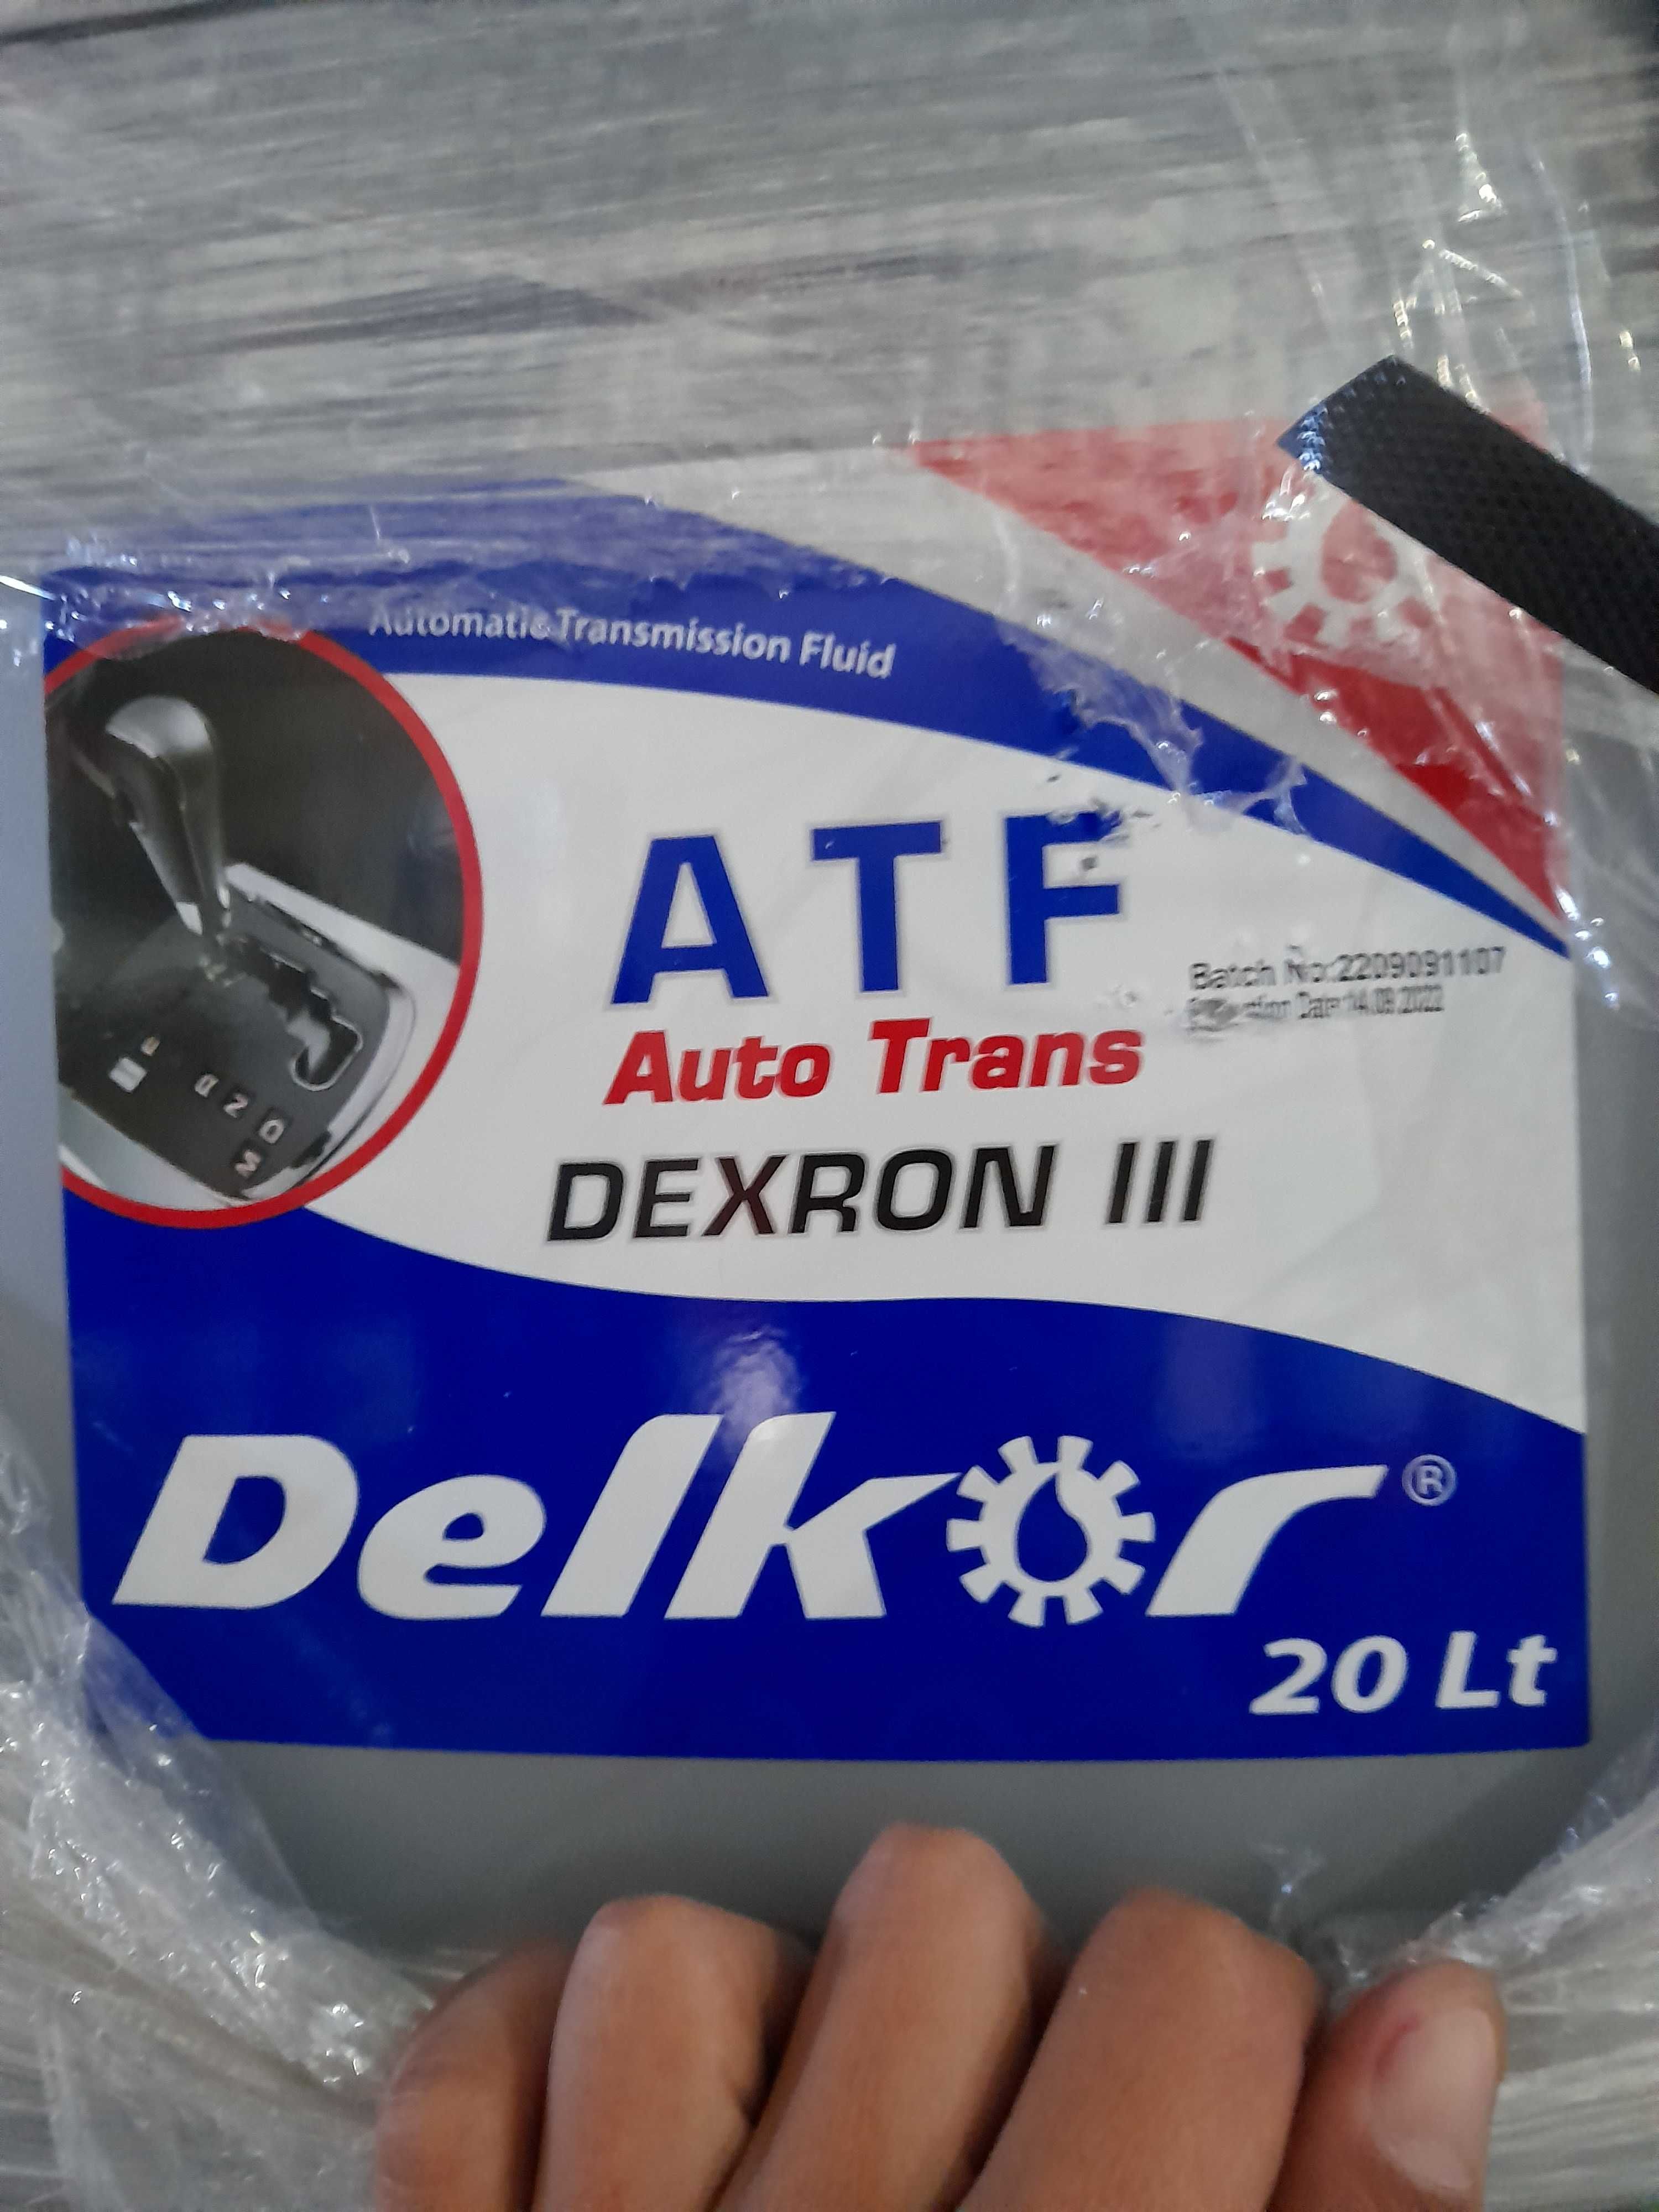 Automatic Transmission Fluid
ATF
Batch No:2209091107
Date 14.09.2022
Auto Trans
DEXRON III
D
N
D
M
Delkor®
20 Lt